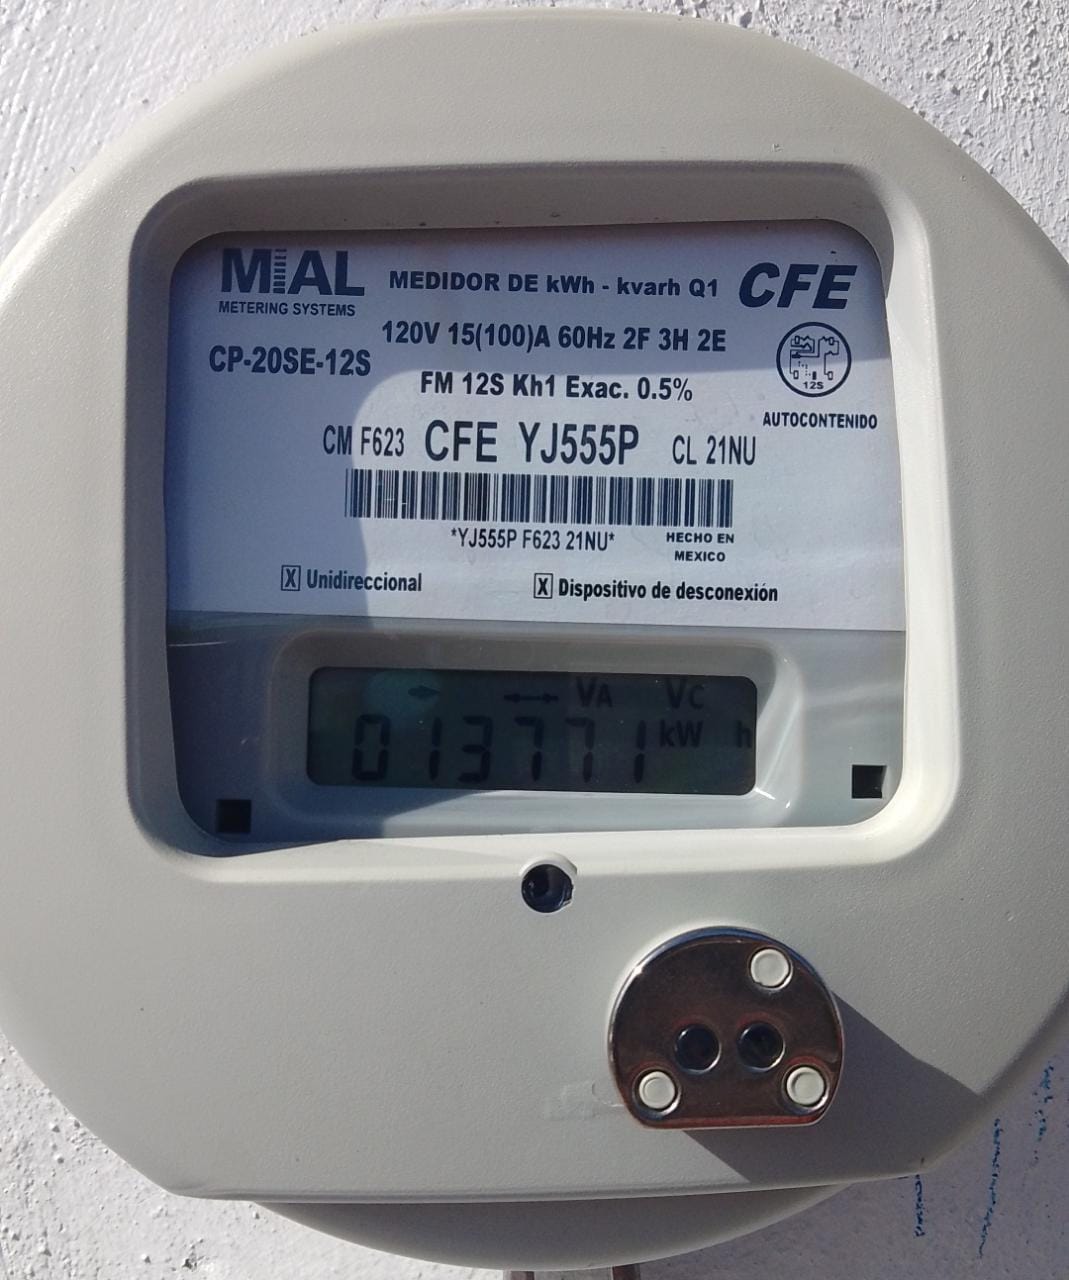 MIAL
METERING SYSTEMS
MEDIDOR DE kWh - kvarh Q1
CFE
120V 15(100)A 60Hz 2F 3H 2E
CP-20SE-12S
FM 12S Kh1 Exac. 0.5%
12S
AUTOCONTENIDO
CM F623 CFE YJ555P CL 21NU
*YJ555P F623 21NU*
HECHO EN
MEXICO
X Unidireccional
X Dispositivo de desconexión
VA VC
013771 kW h